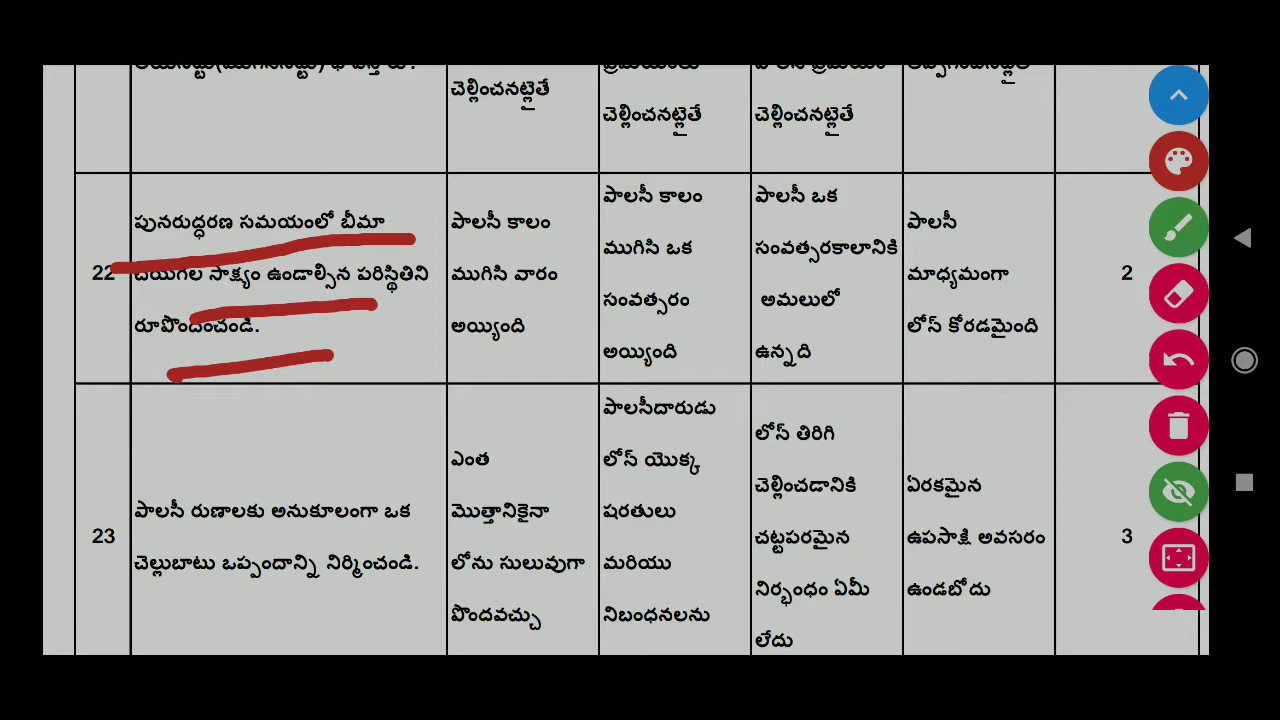 చెల్లించనట్లైతే
చెల్లించనట్లైతే
చెల్లించనట్లైతే
22
పునరుద్ధరణ సమయంలో బీమా
సాక్ష్యం ఉండాల్సిన పరిస్థితిని
రూపొందించండి.
పాలసీ కాలం
ముగిసి వారం
అయ్యింది
పాలసీ కాలం
ముగిసి ఒక
సంవత్సరం
అయ్యింది
పాలసీ ఒక
సంవత్సరకాలానికి
అమలులో
ఉన్నది
పాలసీ
మాధ్యమంగా
లోన్ కోరడమైంది
2
23
పాలసీ రుణాలకు అనుకూలంగా ఒక
చెల్లుబాటు ఒప్పందాన్ని నిర్మించండి.
ఎంత
మొత్తానికైనా
లోను సులువుగా
పొందవచ్చు
పాలసీదారుడు
లోన్ యొక్క
షరతులు
మరియు
నిబంధనలను
లోన్ తిరిగి
చెల్లించడానికి
చట్టపరమైన
నిర్భంధం ఏమీ
లేదు
ఏరకమైన
ఉపసాక్షి అవసరం
ఉండబోదు
3